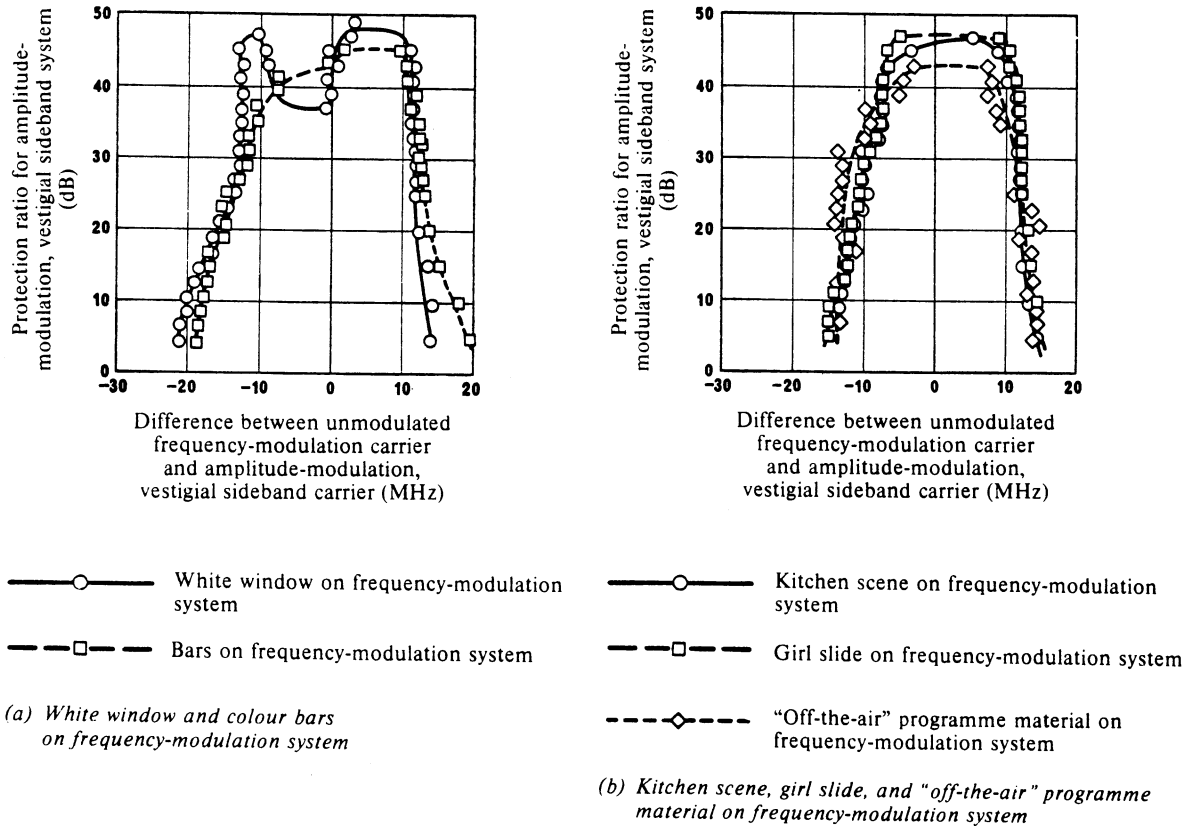 Protection ratio for amplitude-
modulation, vestigial sideband system
(dB)
50
40
30
20
10
0
−30
−20
−10
0
10
20
Difference between unmodulated
frequency-modulation carrier
and amplitude-modulation,
vestigial sideband carrier (MHz)
White window on frequency-modulation
system
Bars on frequency-modulation system
(a) White window and colour bars
on frequency-modulation system
Protection ratio for amplitude-
modulation, vestigial sideband system
(dB)
50
40
30
20
10
0
−30
−20
−10
0
10
20
Difference between unmodulated
frequency-modulation carrier
and amplitude-modulation,
vestigial sideband carrier (MHz)
Kitchen scene on frequency-modulation
system
Girl slide on frequency-modulation system
“Off-the-air” programme material on
frequency-modulation system
(b) Kitchen scene, girl slide, and “off-the-air” programme
material on frequency-modulation system